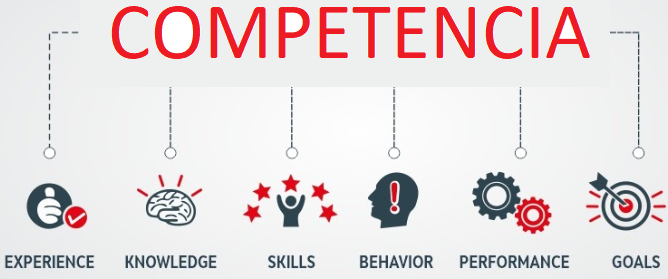 COMPETENCIA
EXPERIENCE KNOWLEDGE SKILLS BEHAVIOR PERFORMANCE GOALS